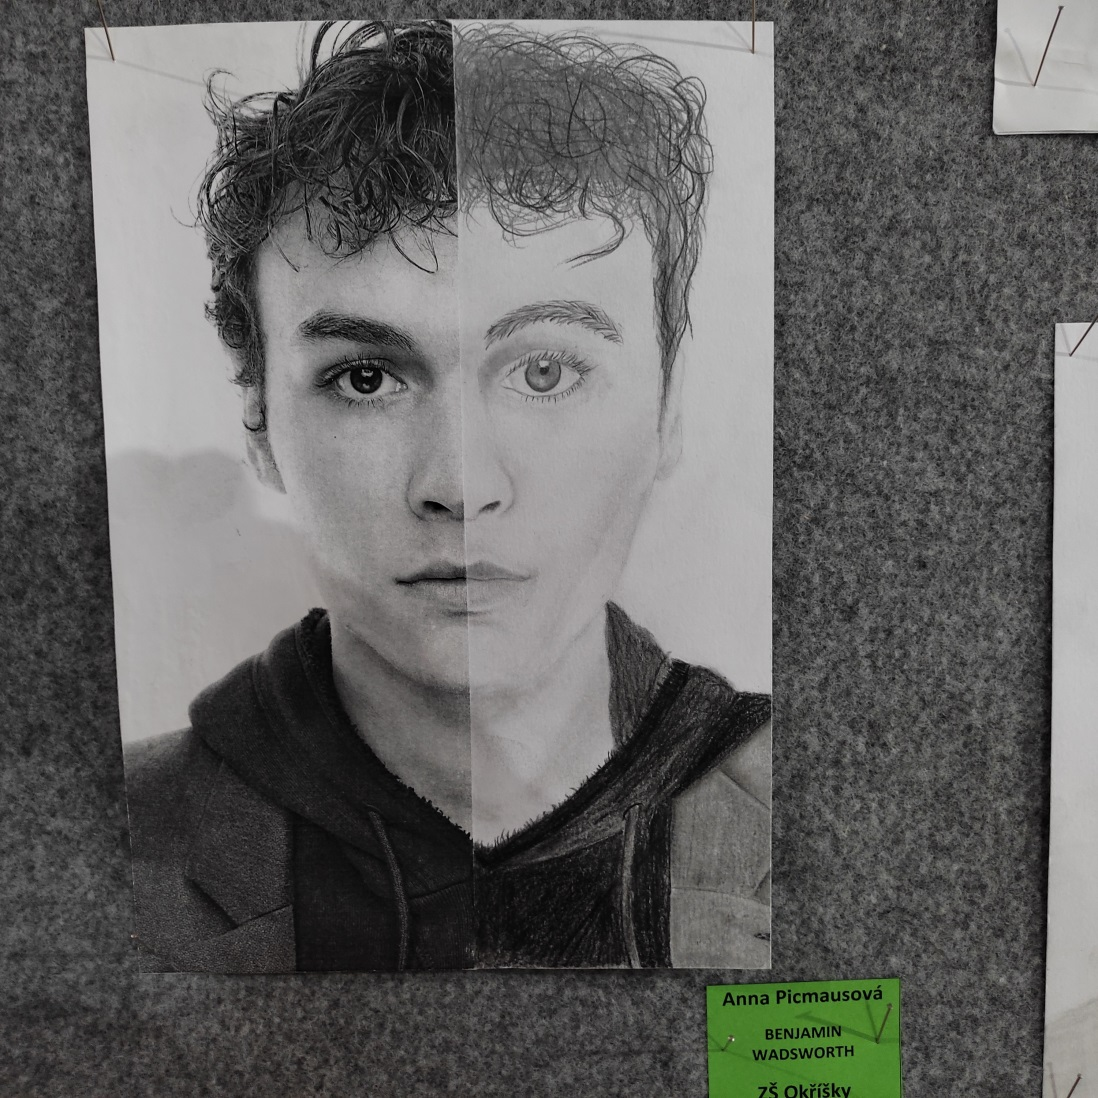 Anna Picmausová
BENJAMIN
WADSWORTH
ZŠ Okříšky